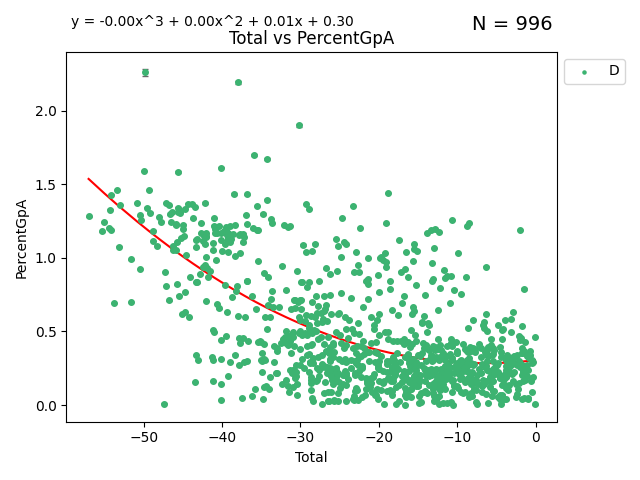 y = -0.00x^3 + 0.00x^2 + 0.01x + 0.30
N = 996
Total vs PercentGpA
D
PercentGpA
2.0
1.5
1.0
0.5
0.0
−50
−40
−30
−20
−10
0
Total